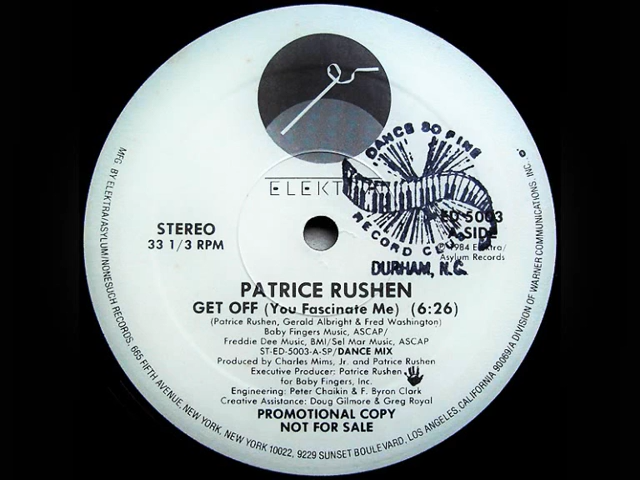 ELEKTRA
DANCE SO FINE
RECORD CLUB
DURHAM, N.C.
STEREO
33 1/3 RPM
ED 5003
A-SIDE
℗ 1984 Elektra/
Asylum Records
PATRICE RUSHEN
GET OFF (You Fascinate Me) (6:26)
(Patrice Rushen, Gerald Albright & Fred Washington)
Baby Fingers Music, ASCAP/
Freddie Dee Music, BMI/Sel Mar Music, ASCAP
ST-ED-5003-A-SP/DANCE MIX
Produced by Charles Mims, Jr. and Patrice Rushen
Executive Producer: Patrice Rushen
for Baby Fingers, Inc.
Engineering: Peter Chaikin & F. Byron Clark
Creative Assistance: Doug Gilmore & Greg Royal
PROMOTIONAL COPY
NOT FOR SALE
MFG. BY ELEKTRA/ASYLUM/NONESUCH RECORDS, 665 FIFTH AVENUE, NEW YORK, NEW YORK 10022, 9229 SUNSET BOULEVARD, LOS ANGELES, CALIFORNIA 90069/A DIVISION OF WARNER COMMUNICATIONS, INC.